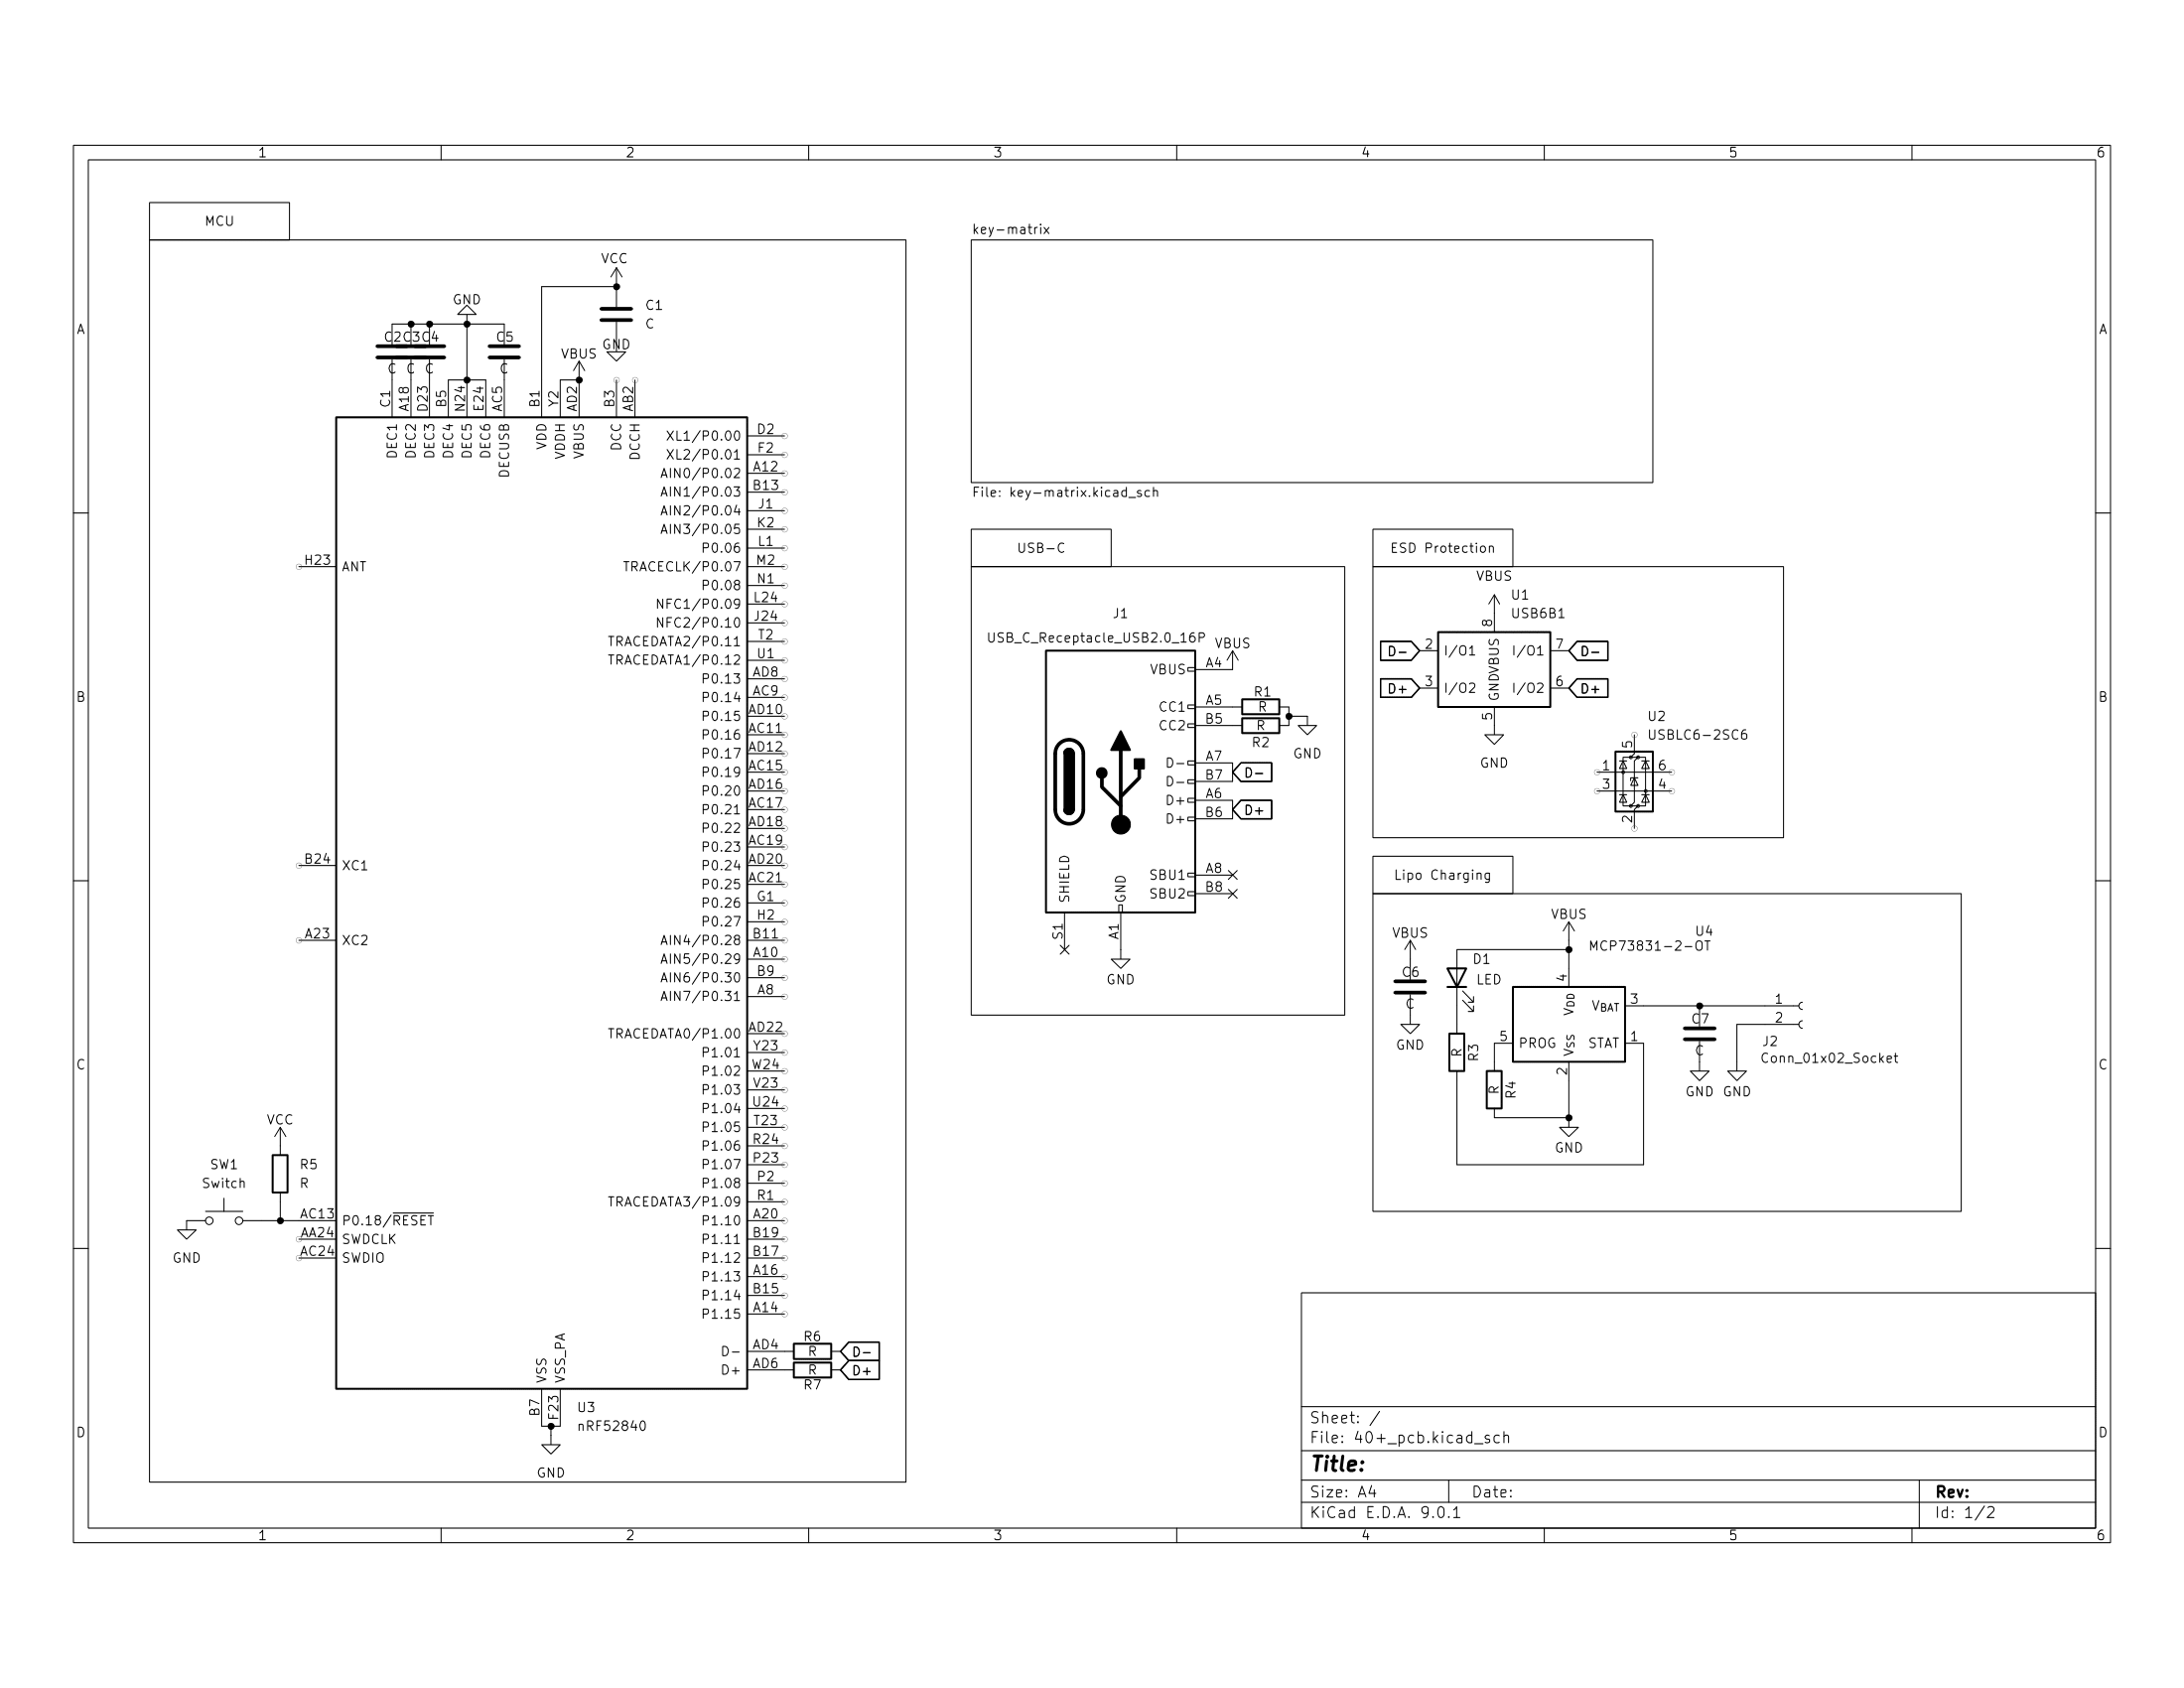 1 2 3 4 5 6
A
B
C
D
A
B
C
D
1 2 3 4 5 6
MCU
VCC
C1
C
GND
GND
C2 C3 C4 C5
C C C C
VBUS
C1 A18 D23 B5 N24 E24 AC5 B1 Y2 AD2 B3 AB2
DEC1 DEC2 DEC3 DEC4 DEC5 DEC6 DECUSB VDD VDDH VBUS DCC DCCH
XL1/P0.00 D2
XL2/P0.01 F2
AIN0/P0.02 A12
AIN1/P0.03 B13
AIN2/P0.04 J1
AIN3/P0.05 K2
P0.06 L1
TRACECLK/P0.07 M2
P0.08 N1
NFC1/P0.09 L24
NFC2/P0.10 J24
TRACEDATA2/P0.11 T2
TRACEDATA1/P0.12 U1
P0.13 AD8
P0.14 AC9
P0.15 AD10
P0.16 AC11
P0.17 AD12
P0.19 AC15
P0.20 AD16
P0.21 AC17
P0.22 AD18
P0.23 AC19
P0.24 AD20
P0.25 AC21
P0.26 G1
P0.27 H2
AIN4/P0.28 B11
AIN5/P0.29 A10
AIN6/P0.30 B9
AIN7/P0.31 A8
TRACEDATA0/P1.00 AD22
P1.01 Y23
P1.02 W24
P1.03 V23
P1.04 U24
P1.05 T23
P1.06 R24
P1.07 P23
P1.08 P2
TRACEDATA3/P1.09 R1
P1.10 A20
P1.11 B19
P1.12 B17
P1.13 A16
P1.14 B15
P1.15 A14
D- AD4
D+ AD6
R6
R
D-
R
D+
R7
H23 ANT
B24 XC1
A23 XC2
VCC
SW1
Switch
R5
R
AC13 P0.18/RESET
AA24 SWDCLK
AC24 SWDIO
GND
VSS VSS_PA
B7 F23
U3
nRF52840
GND
key-matrix
File: key-matrix.kicad_sch
USB-C
J1
USB_C_Receptacle_USB2.0_16P
VBUS
VBUS A4
CC1 A5
CC2 B5
R1
R
R
R2
GND
D- A7
D- B7
D-
D+ A6
D+ B6
D+
SBU1 A8
SBU2 B8
SHIELD GND
S1 A1
GND
ESD Protection
VBUS
U1
USB6B1
8
D- 2 I/O1 I/O1 7 D-
GND VBUS
D+ 3 I/O2 I/O2 6 D+
5
GND
U2
USBLC6-2SC6
5
1 6
3 4
2
Lipo Charging
VBUS
VBUS
U4
MCP73831-2-OT
C6
C
GND
D1
LED
4
VDD
VBAT 3
5 PROG
VSS
STAT 1
2
R R3
R R4
GND
C7
C
GND
1
2
J2
Conn_01x02_Socket
GND
Sheet: /
File: 40+_pcb.kicad_sch
Title:
Size: A4 Date: Rev:
KiCad E.D.A. 9.0.1 Id: 1/2